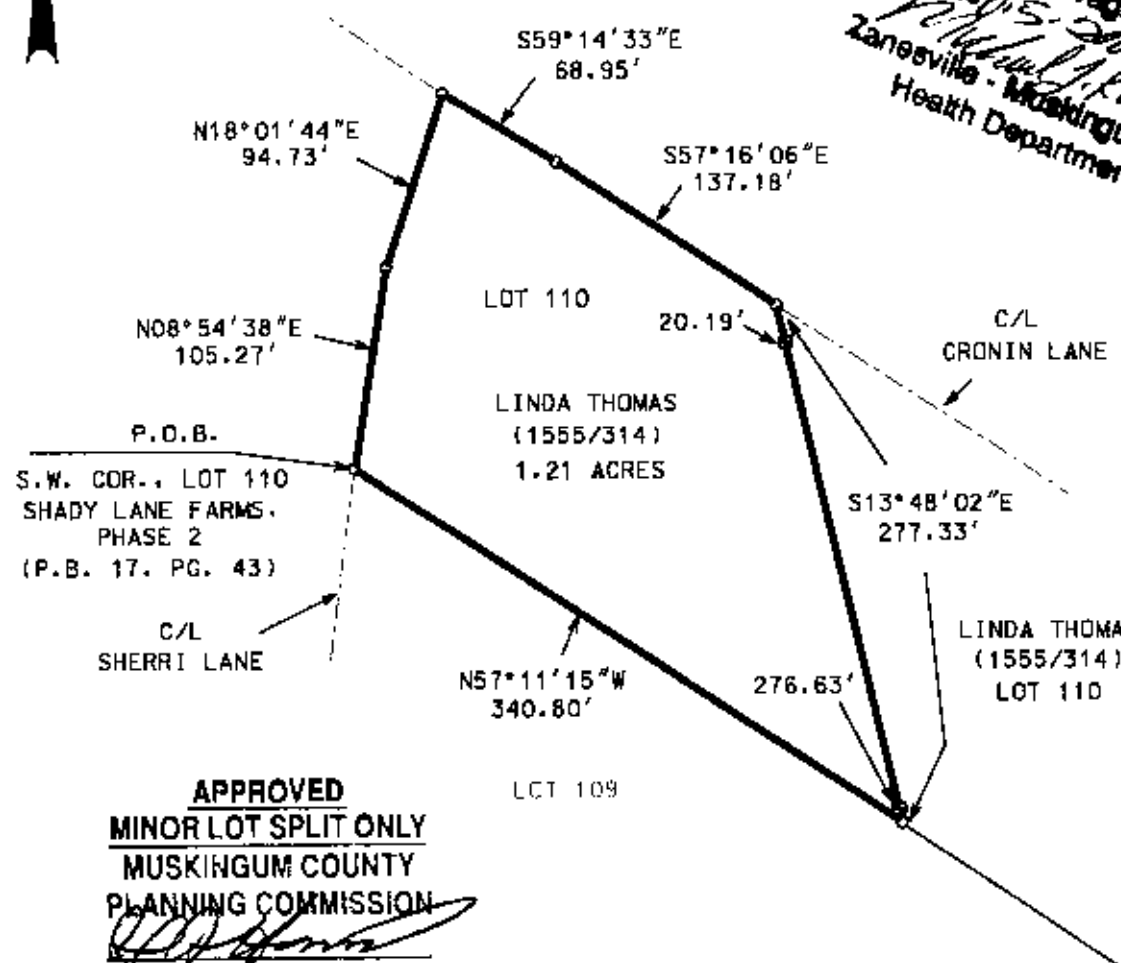 S59°14'33"E
68.95'
Zanesville - Muskingu
Health Departmen
N18°01'44"E
94.73'
S57°16'06"E
137.18'
LOT 110
20.19'
C/L
CRONIN LANE
N08°54'38"E
105.27'
LINDA THOMAS
(1555/314)
1.21 ACRES
P.O.B.
S.W. COR., LOT 110
SHADY LANE FARMS.
PHASE 2
(P.B. 17. PG. 43)
S13°48'02"E
277.33'
C/L
SHERRI LANE
LINDA THOMA
(1555/314)
LOT 110
N57°11'15"W
340.80'
276.63'
LOT 109
APPROVED
MINOR LOT SPLIT ONLY
MUSKINGUM COUNTY
PLANNING COMMISSION